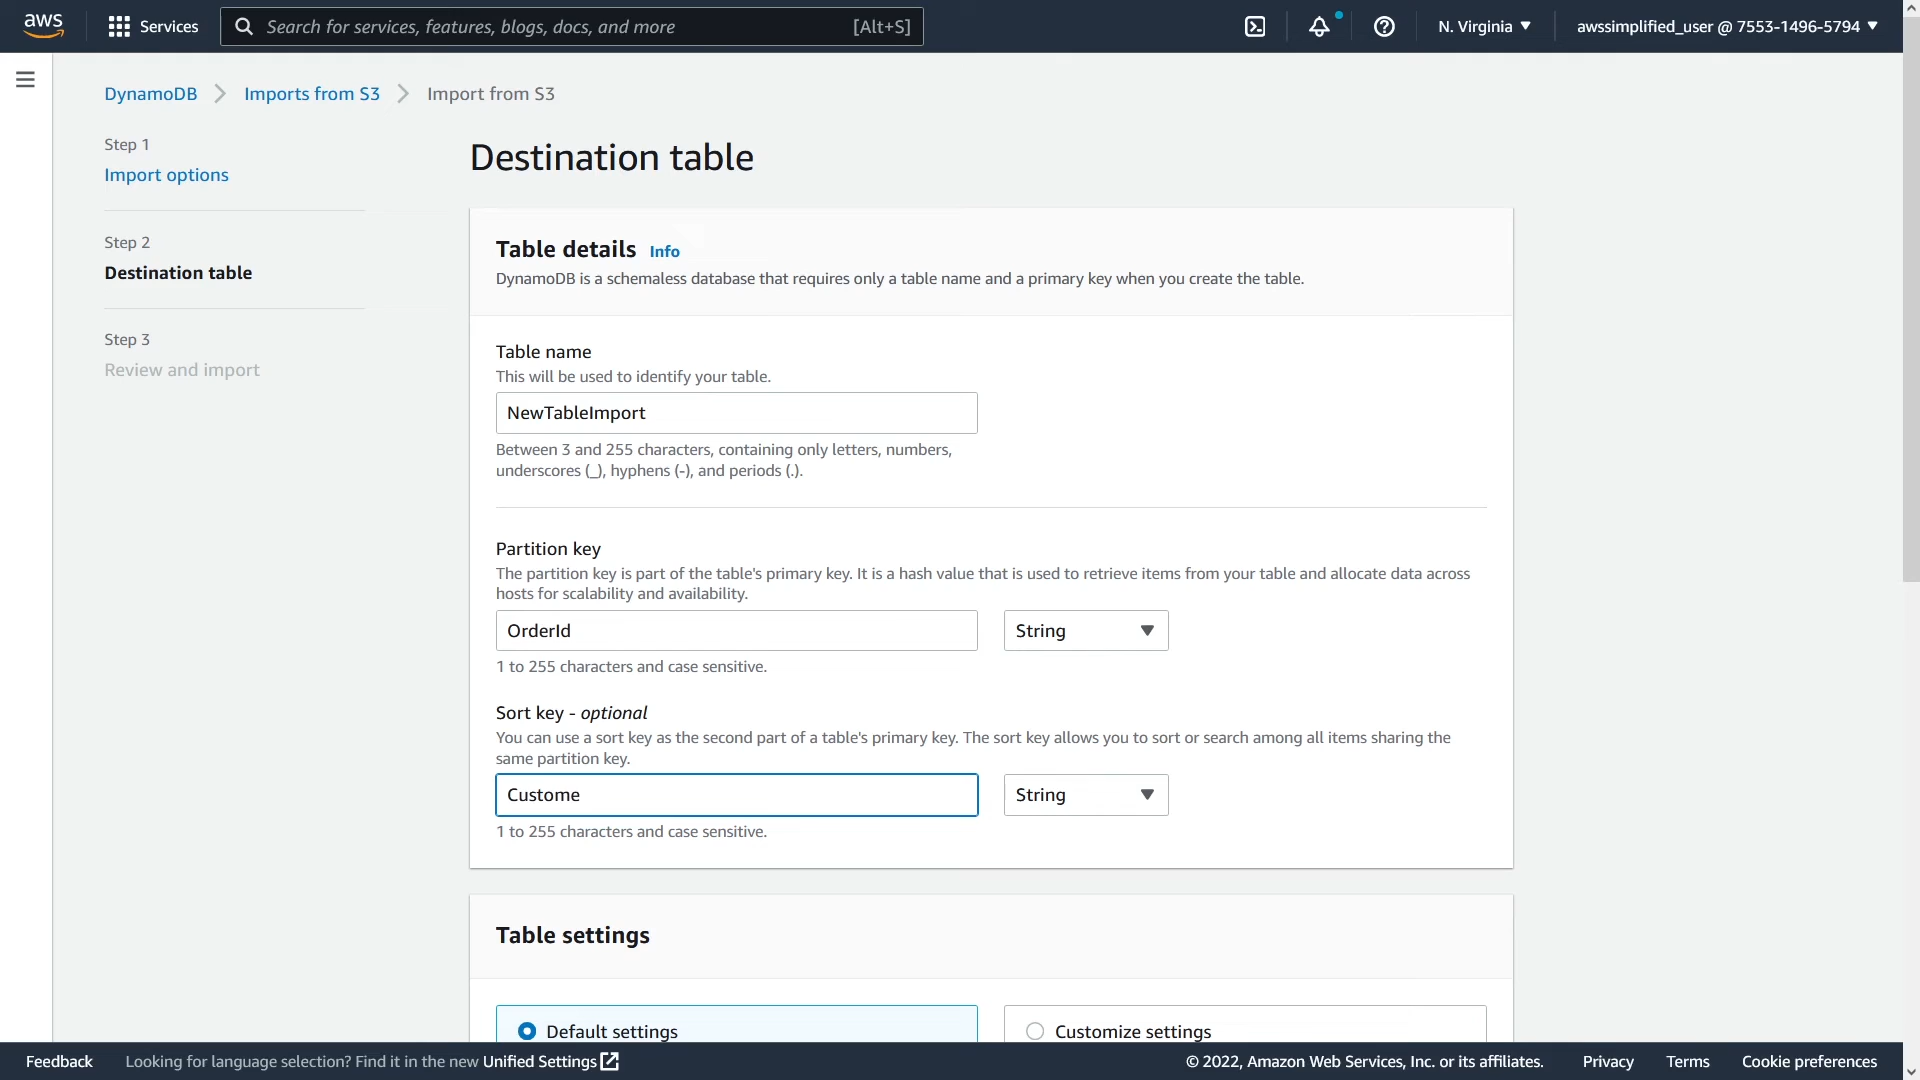 aws
Services
Search for services, features, blogs, docs, and more [Alt+S]
N. Virginia
awssimplified_user @ 7553-1496-5794
DynamoDB
Imports from S3
Import from S3
Step 1
Import options
Step 2
Destination table
Step 3
Review and import
Destination table
Table details Info
DynamoDB is a schemaless database that requires only a table name and a primary key when you create the table.
Table name
This will be used to identify your table.
NewTableImport
Between 3 and 255 characters, containing only letters, numbers,
underscores (_), hyphens (-), and periods (.).
Partition key
The partition key is part of the table's primary key. It is a hash value that is used to retrieve items from your table and allocate data across
hosts for scalability and availability.
OrderId
String
1 to 255 characters and case sensitive.
Sort key - optional
You can use a sort key as the second part of a table's primary key. The sort key allows you to sort or search among all items sharing the
same partition key.
Custome
String
1 to 255 characters and case sensitive.
Table settings
Default settings
Customize settings
Feedback
Looking for language selection? Find it in the new Unified Settings
© 2022, Amazon Web Services, Inc. or its affiliates.
Privacy
Terms
Cookie preferences